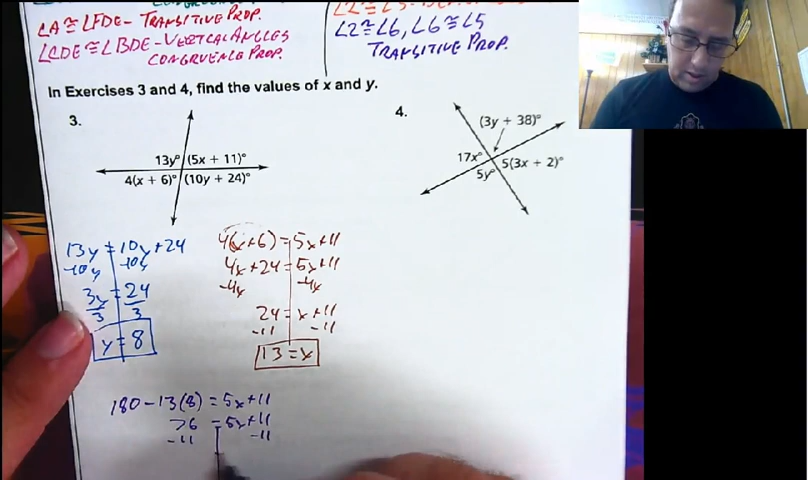 ∠A ≅ ∠FDE - TRANSITIVE PROP.
∠CDE ≅ ∠BDE - VERTICAL ANGLES
CONGRUENCE PROP.
∠2 ≅ ∠6, ∠6 ≅ ∠5
TRANSITIVE PROP.
In Exercises 3 and 4, find the values of x and y.
3.
13y° (5x + 11)°
4(x + 6)° (10y + 24)°
4.
(3y + 38)°
17x°
5(3x + 2)°
5y°
13y = 10y + 24
-10y -10y
3y = 24
3 3
y = 8
4(x+6) = 5x+11
4x+24 = 5x+11
-4x -4x
24 = x+11
-11 -11
13 = x
180 - 13(8) = 5x+11
76 = 5x+11
-11 -11